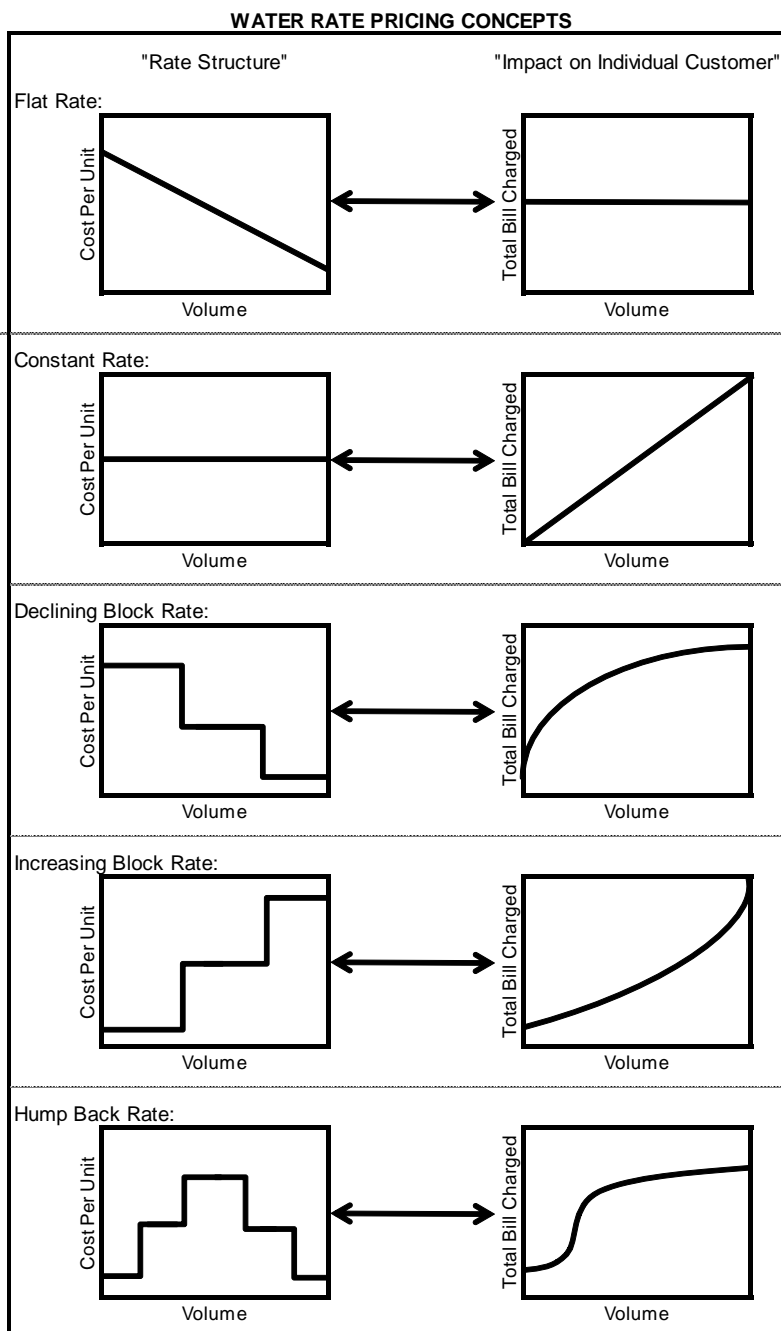 WATER RATE PRICING CONCEPTS
"Rate Structure"
"Impact on Individual Customer"
Flat Rate:
Cost Per Unit
Volume
Total Bill Charged
Volume
Constant Rate:
Cost Per Unit
Volume
Total Bill Charged
Volume
Declining Block Rate:
Cost Per Unit
Volume
Total Bill Charged
Volume
Increasing Block Rate:
Cost Per Unit
Volume
Total Bill Charged
Volume
Hump Back Rate:
Cost Per Unit
Volume
Total Bill Charged
Volume